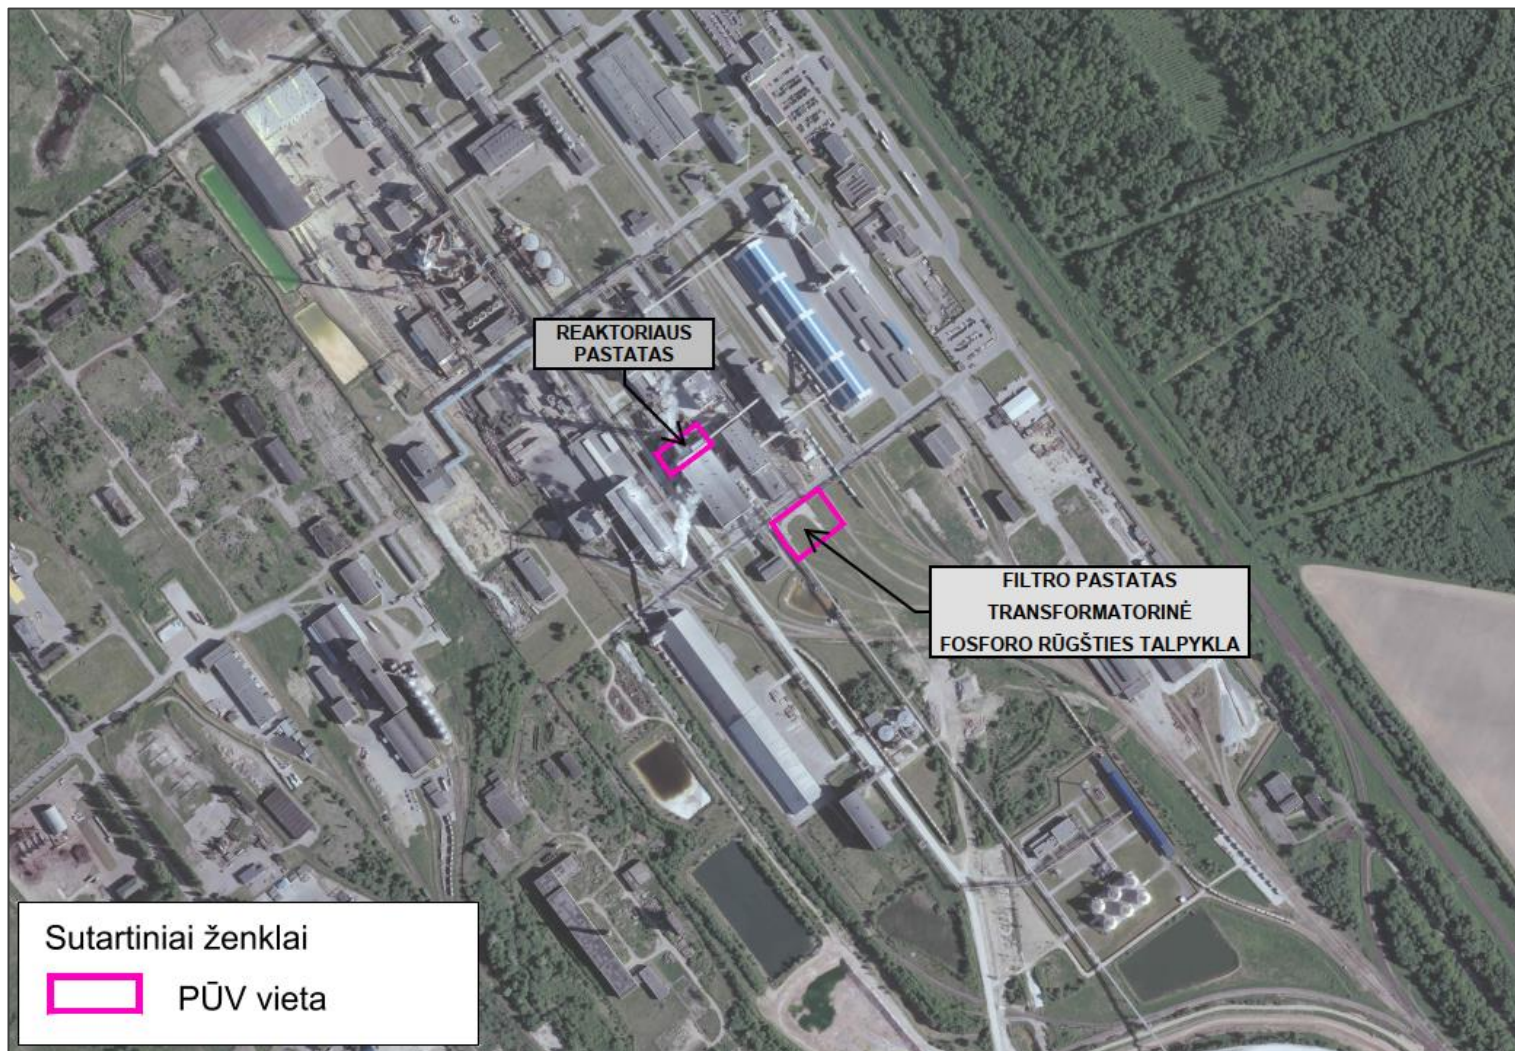 REAKTORIAUS
PASTATAS
FILTRO PASTATAS
TRANSFORMATORINĖ
FOSFORO RŪGŠTIES TALPYKLA
Sutartiniai ženklai
PŪV vieta